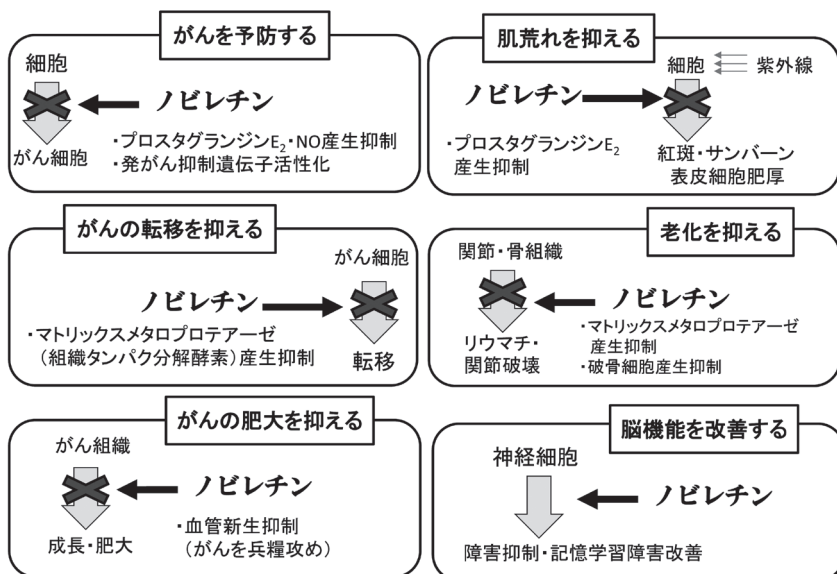 がんを予防する
細胞
ノビレチン
がん細胞
・プロスタグランジンE₂・NO産生抑制
・発がん抑制遺伝子活性化
肌荒れを抑える
細胞
紫外線
ノビレチン
・プロスタグランジンE₂
産生抑制
紅斑・サンバーン
表皮細胞肥厚
がんの転移を抑える
がん細胞
ノビレチン
・マトリックスメタロプロテアーゼ
（組織タンパク分解酵素）産生抑制
転移
老化を抑える
関節・骨組織
ノビレチン
リウマチ・
関節破壊
・マトリックスメタロプロテアーゼ
産生抑制
・破骨細胞産生抑制
がんの肥大を抑える
がん組織
ノビレチン
成長・肥大
・血管新生抑制
（がんを兵糧攻め）
脳機能を改善する
神経細胞
ノビレチン
障害抑制・記憶学習障害改善